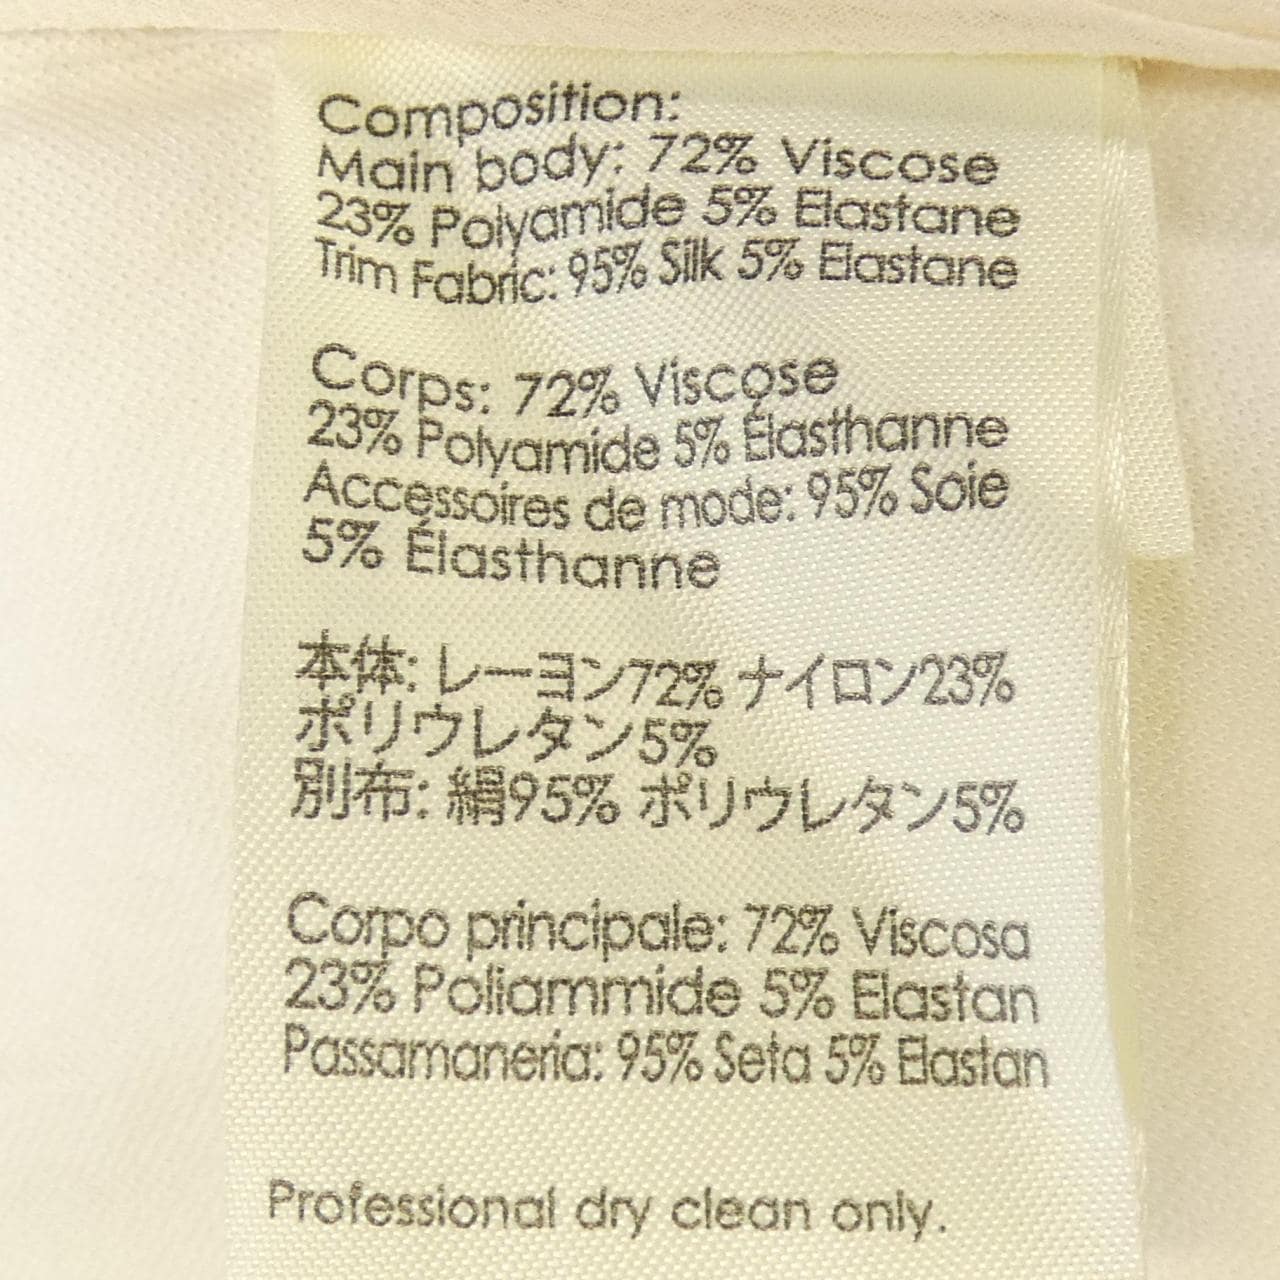 Composition:
Main body: 72% Viscose
23% Polyamide 5% Elastane
Trim Fabric: 95% Silk 5% Elastane
Corps: 72% Viscose
23% Polyamide 5% Élasthanne
Accessoires de mode: 95% Soie
5% Élasthanne
本体: レーヨン72% ナイロン23%
ポリウレタン5%
別布: 絹95% ポリウレタン5%
Corpo principale: 72% Viscosa
23% Poliammide 5% Elastan
Passamaneria: 95% Seta 5% Elastan
Professional dry clean only.